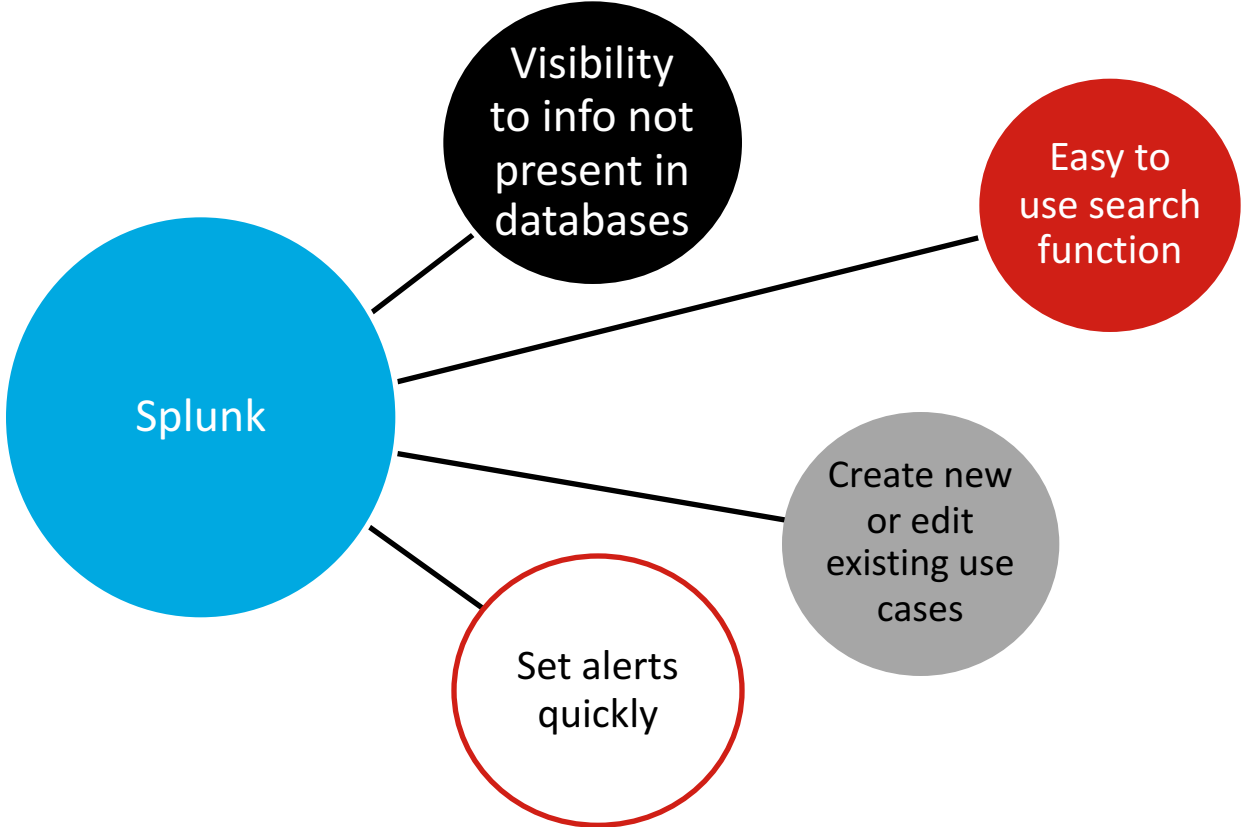 Visibility
to info not
present in
databases
Easy to
use search
function
Splunk
Create new
or edit
existing use
cases
Set alerts
quickly